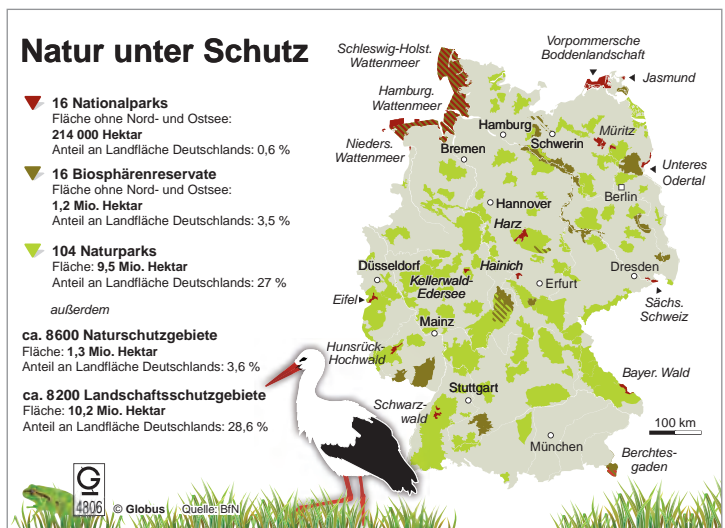 Natur unter Schutz
16 Nationalparks
Fläche ohne Nord- und Ostsee:
214 000 Hektar
Anteil an Landfläche Deutschlands: 0,6 %
16 Biosphärenreservate
Fläche ohne Nord- und Ostsee:
1,2 Mio. Hektar
Anteil an Landfläche Deutschlands: 3,5 %
104 Naturparks
Fläche: 9,5 Mio. Hektar
Anteil an Landfläche Deutschlands: 27 %
außerdem
ca. 8600 Naturschutzgebiete
Fläche: 1,3 Mio. Hektar
Anteil an Landfläche Deutschlands: 3,6 %
ca. 8200 Landschaftsschutzgebiete
Fläche: 10,2 Mio. Hektar
Anteil an Landfläche Deutschlands: 28,6 %
Schleswig-Holst.
Wattenmeer
Hamburg.
Wattenmeer
Nieders.
Wattenmeer
Vorpommersche
Boddenlandschaft
Jasmund
Hamburg
Schwerin
Müritz
Bremen
Unteres
Odertal
Berlin
Hannover
Harz
Düsseldorf
Kellerwald-
Edersee
Hainich
Erfurt
Dresden
Eifel
Sächs.
Schweiz
Mainz
Hunsrück-
Hochwald
Bayer. Wald
Stuttgart
Schwarz-
wald
100 km
München
Berchtes-
gaden
G
4806
© Globus
Quelle: BfN